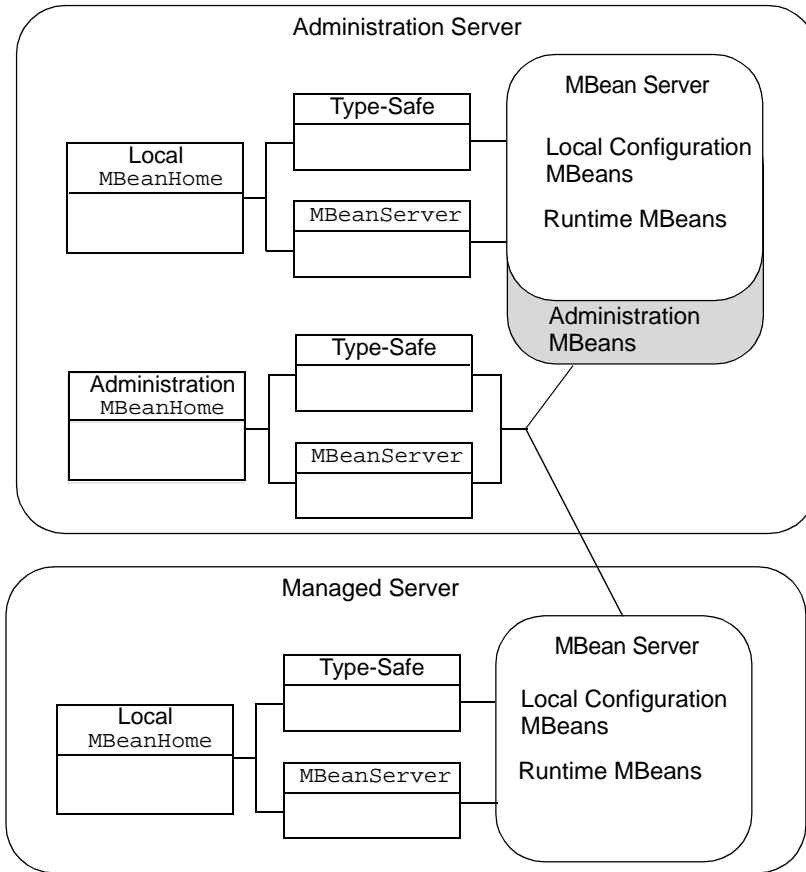 Administration Server
Type-Safe
MBean Server
Local
MBeanHome
Local Configuration
MBeans
MBeanServer
Runtime MBeans
Administration
MBeans
Type-Safe
Administration
MBeanHome
MBeanServer
Managed Server
MBean Server
Type-Safe
Local Configuration
MBeans
Local
MBeanHome
MBeanServer
Runtime MBeans